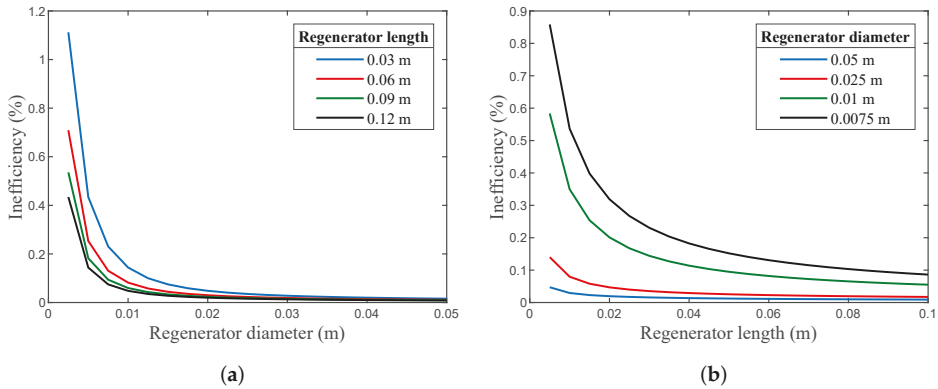 Regenerator length
0.03 m
0.06 m
0.09 m
0.12 m
Inefficiency (%)
1.2
1
0.8
0.6
0.4
0.2
0
0 0.01 0.02 0.03 0.04 0.05
Regenerator diameter (m)
(a)
Regenerator diameter
0.05 m
0.025 m
0.01 m
0.0075 m
Inefficiency (%)
0.9
0.8
0.7
0.6
0.5
0.4
0.3
0.2
0.1
0
0 0.02 0.04 0.06 0.08 0.1
Regenerator length (m)
(b)